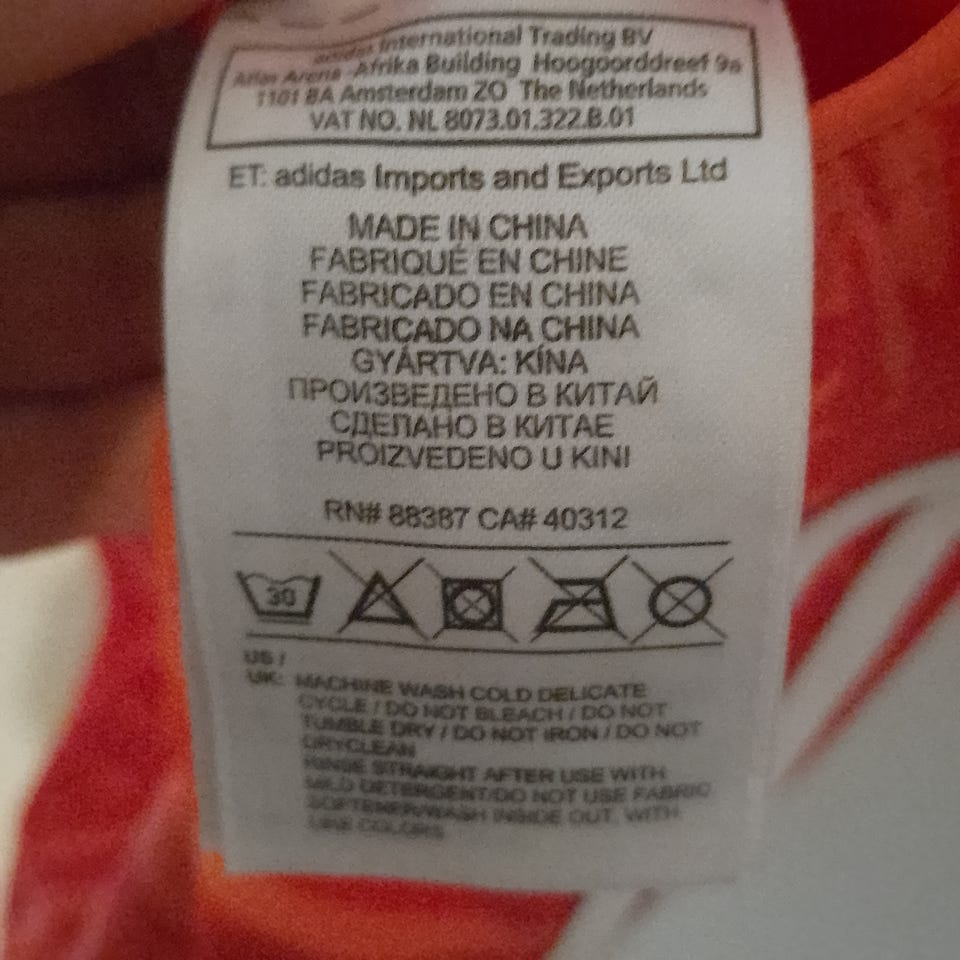 adidas International Trading BV
Atlas Arena -Afrika Building Hoogoorddreef 9a
1101 BA Amsterdam ZO The Netherlands
VAT NO. NL 8073.01.322.B.01
ET: adidas Imports and Exports Ltd
MADE IN CHINA
FABRIQUÉ EN CHINE
FABRICADO EN CHINA
FABRICADO NA CHINA
GYÁRTVA: KÍNA
ПРОИЗВЕДЕНО В КИТАЙ
СДЕЛАНО В КИТАЕ
PROIZVEDENO U KINI
RN# 88387 CA# 40312
30
US /
UK: MACHINE WASH COLD DELICATE
CYCLE / DO NOT BLEACH / DO NOT
TUMBLE DRY / DO NOT IRON / DO NOT
DRYCLEAN
RINSE STRAIGHT AFTER USE WITH
MILD DETERGENT/DO NOT USE FABRIC
SOFTENER/WASH INSIDE OUT, WITH
LIKE COLORS